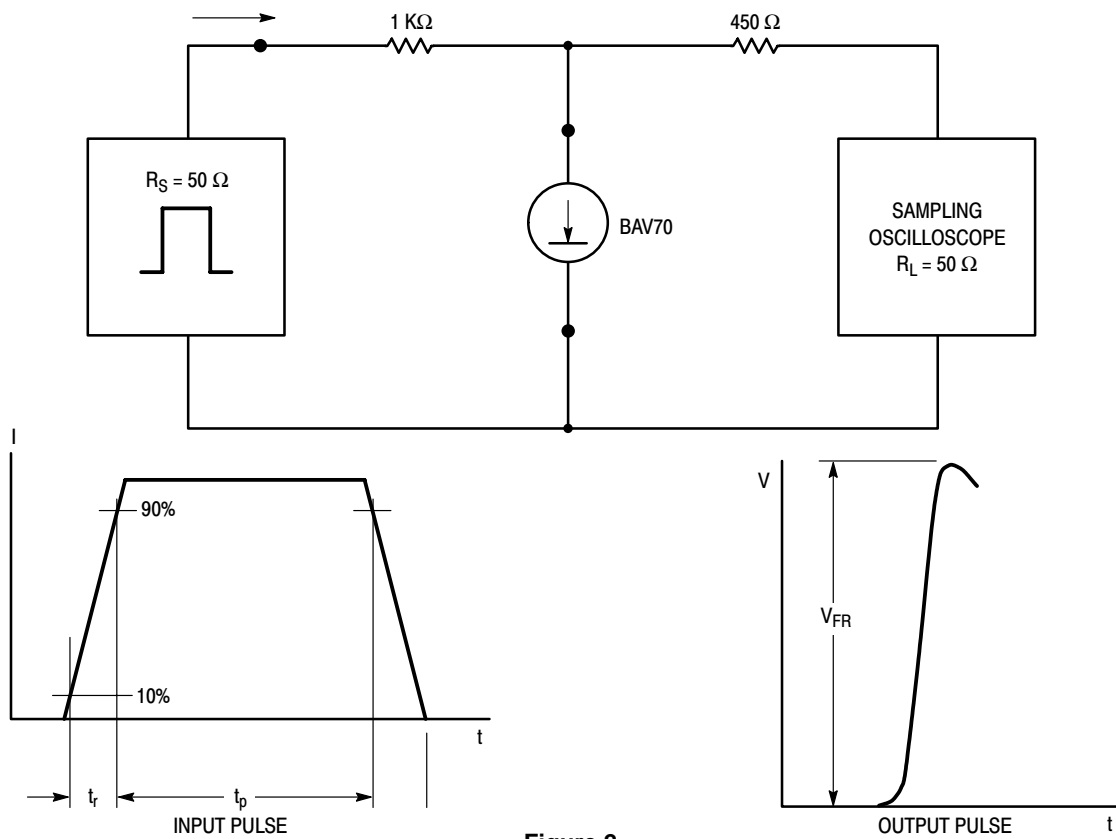 1 KΩ
450 Ω
R_S = 50 Ω
BAV70
SAMPLING
OSCILLOSCOPE
R_L = 50 Ω
I
90%
10%
t
t_r
t_p
INPUT PULSE
V
V_FR
t
OUTPUT PULSE